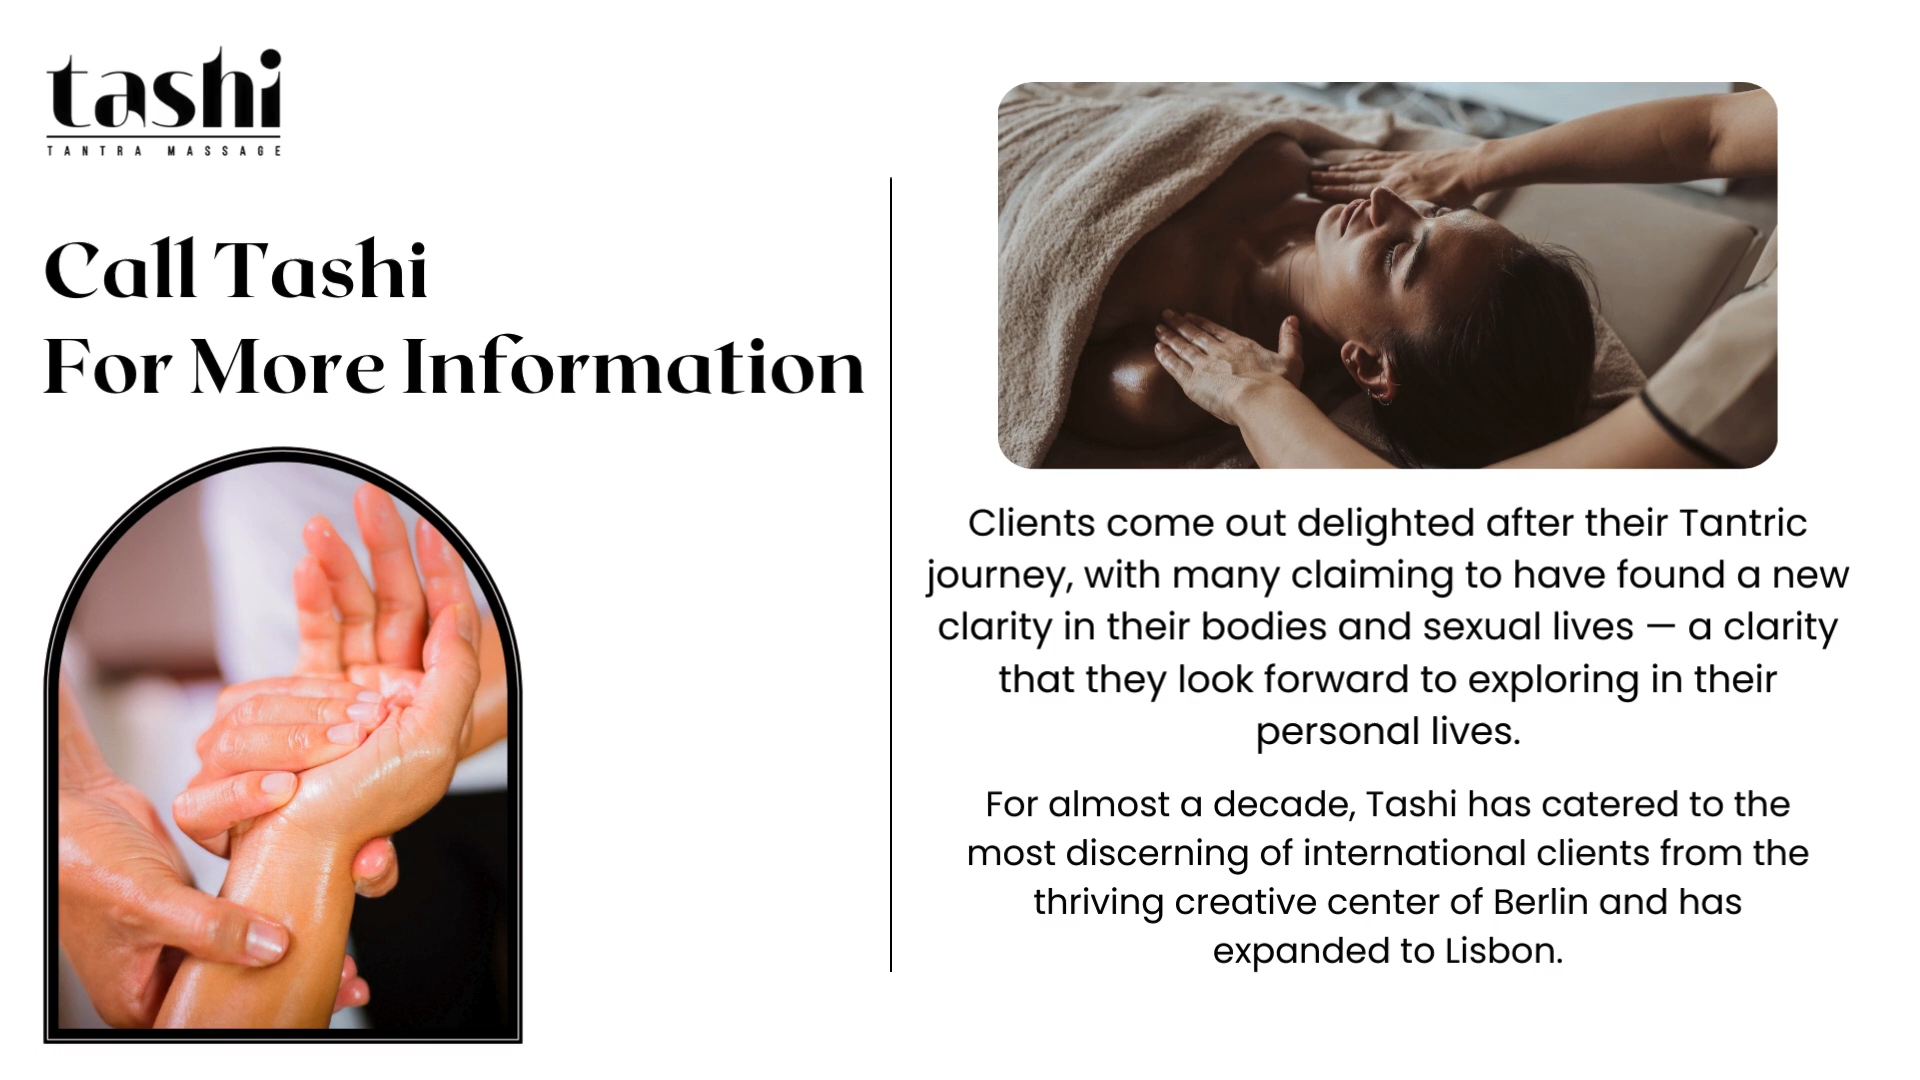 tashi
TANTRA MASSAGE
Call Tashi
For More Information
Clients come out delighted after their Tantric
journey, with many claiming to have found a new
clarity in their bodies and sexual lives — a clarity
that they look forward to exploring in their
personal lives.
For almost a decade, Tashi has catered to the
most discerning of international clients from the
thriving creative center of Berlin and has
expanded to Lisbon.